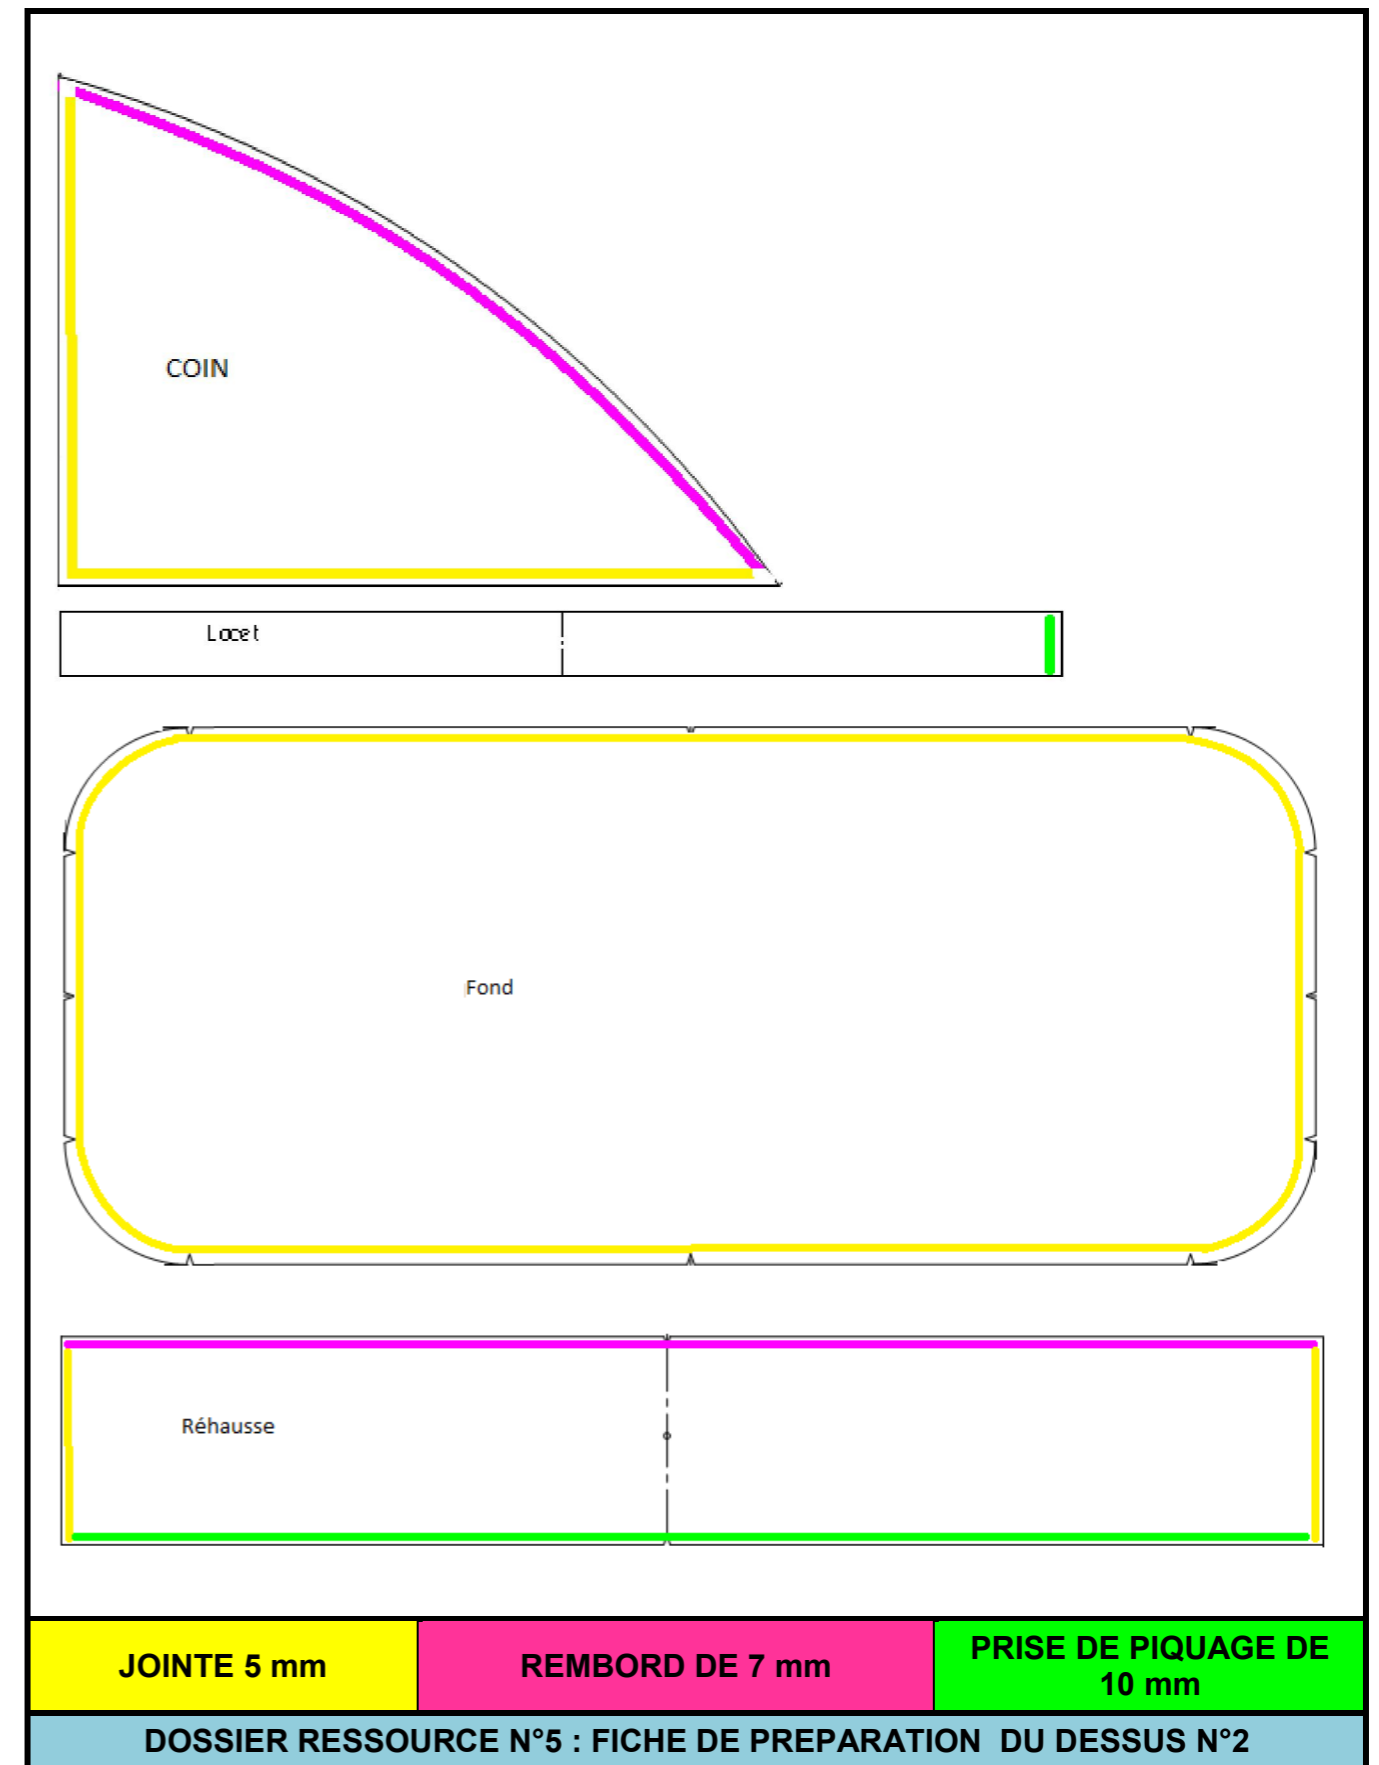 COIN
Lacet
Fond
Réhausse
JOINTE 5 mm
REMBORD DE 7 mm
PRISE DE PIQUAGE DE
10 mm
DOSSIER RESSOURCE N°5 : FICHE DE PREPARATION DU DESSUS N°2